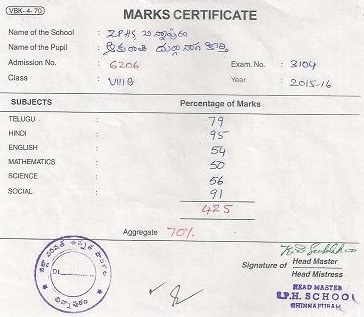 VBK-4-70
MARKS CERTIFICATE
Name of the School : ZPHS చిన్నాపురం
Name of the Pupil :
Admission No. : 6206 Exam. No. : 3104
Class : VIII B Year : 2015-16
SUBJECTS Percentage of Marks
TELUGU : 79
HINDI : 95
ENGLISH : 54
MATHEMATICS : 50
SCIENCE : 56
SOCIAL : 91
425
Aggregate 70%
Signature of Head Master
Head Mistress
HEAD MASTER
Z.P.H. SCHOOL
CHINNAPURAM